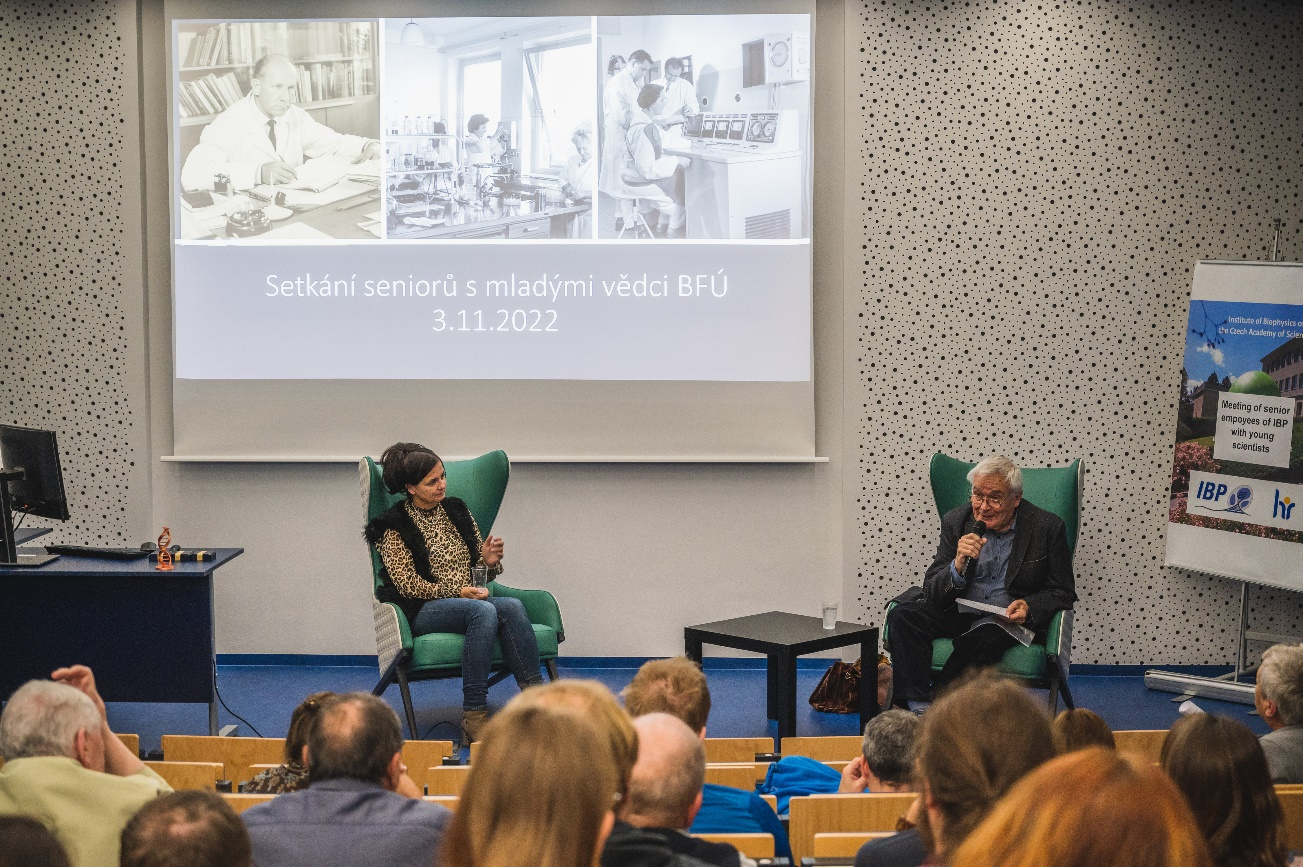 Setkání seniorů s mladými vědci BFÚ
3.11.2022
Institute of Biophysics of
the Czech Academy of Scien
Meeting of senior
empoyees of IBP
with young
scientists
IBP
hr